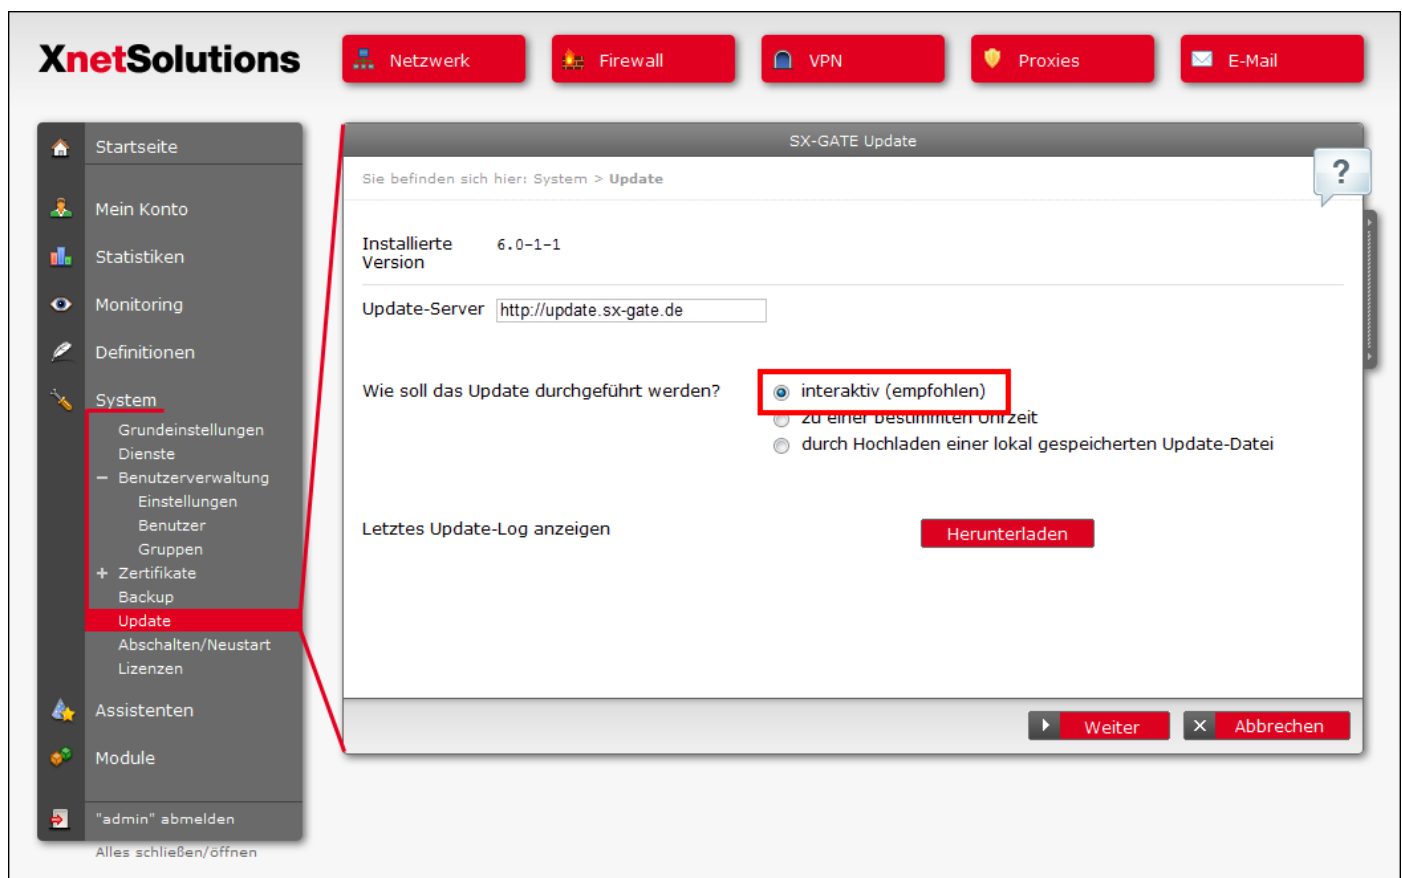 XnetSolutions
Netzwerk
Firewall
VPN
Proxies
E-Mail
Startseite
Mein Konto
Statistiken
Monitoring
Definitionen
System
Grundeinstellungen
Dienste
Benutzerverwaltung
Einstellungen
Benutzer
Gruppen
Zertifikate
Backup
Update
Abschalten/Neustart
Lizenzen
Assistenten
Module
"admin" abmelden
Alles schließen/öffnen
SX-GATE Update
?
Sie befinden sich hier: System > Update
Installierte Version
6.0-1-1
Update-Server http://update.sx-gate.de
Wie soll das Update durchgeführt werden?
interaktiv (empfohlen)
zu einer bestimmten Uhrzeit
durch Hochladen einer lokal gespeicherten Update-Datei
Letztes Update-Log anzeigen
Herunterladen
Weiter
Abbrechen